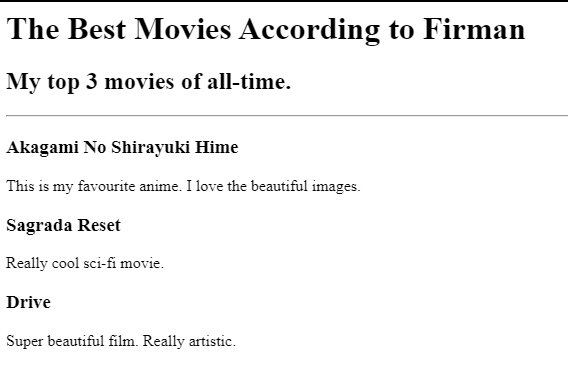 The Best Movies According to Firman
My top 3 movies of all-time.
Akagami No Shirayuki Hime
This is my favourite anime. I love the beautiful images.
Sagrada Reset
Really cool sci-fi movie.
Drive
Super beautiful film. Really artistic.